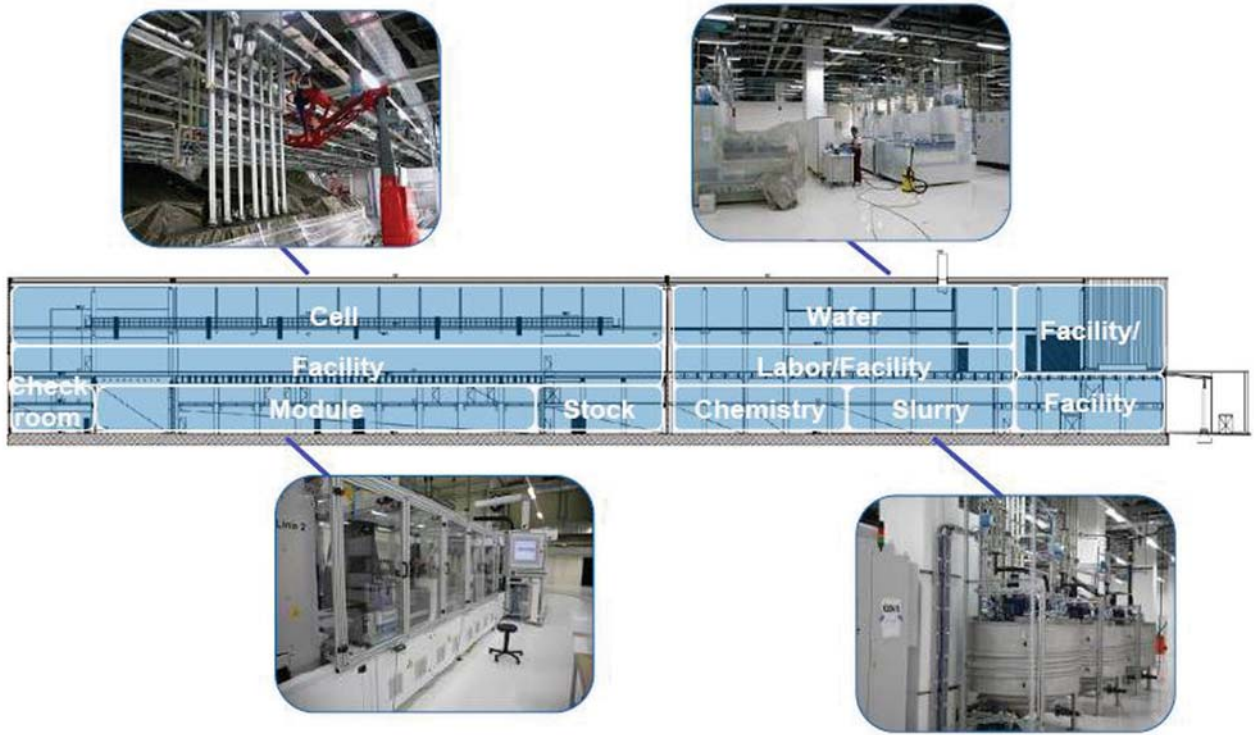 Cell
Wafer
Facility/
Facility
Labor/Facility
Check
room
Module
Stock
Chemistry
Slurry
Facility
Line 2